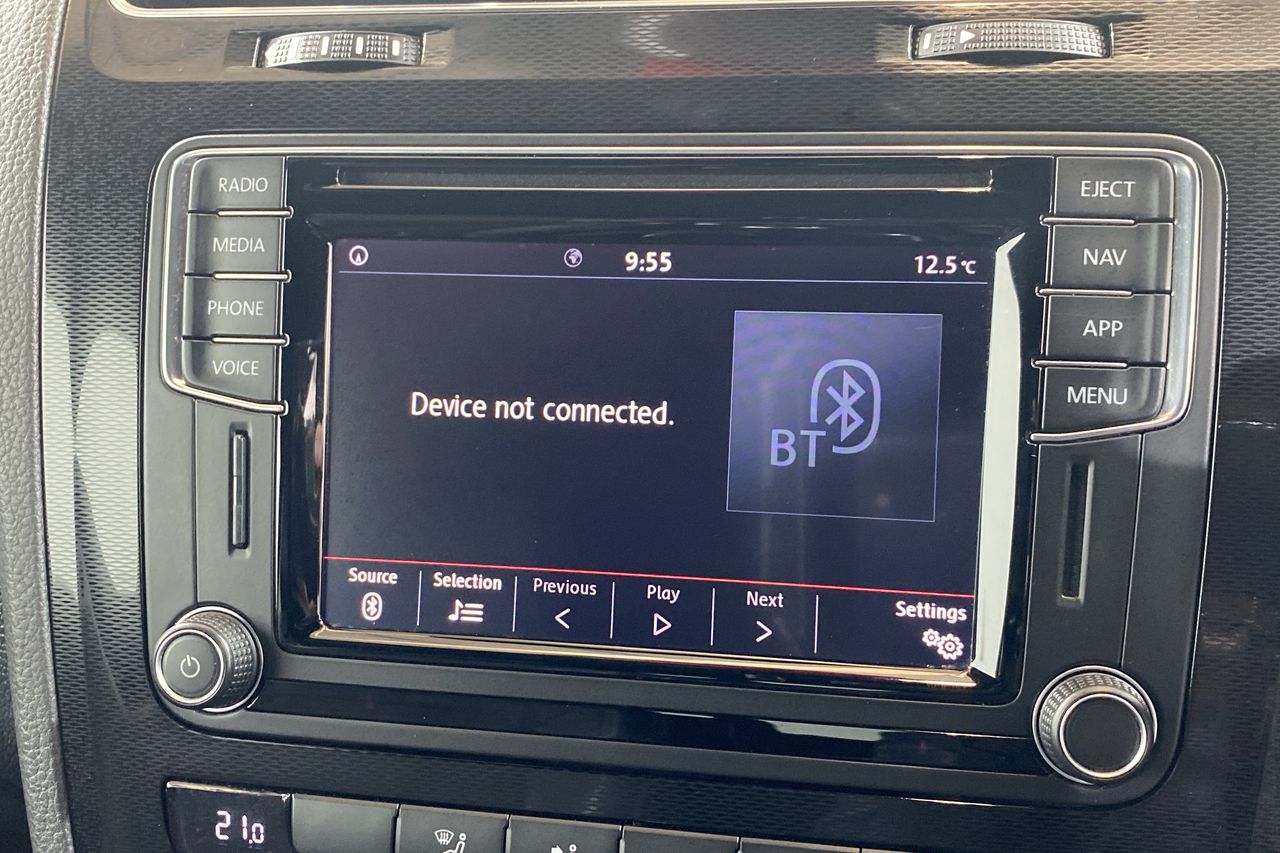 RADIO
MEDIA
PHONE
VOICE
EJECT
NAV
APP
MENU
9:55
12.5°C
Device not connected.
BT
Source
Selection
Previous
Play
Next
Settings
21.0